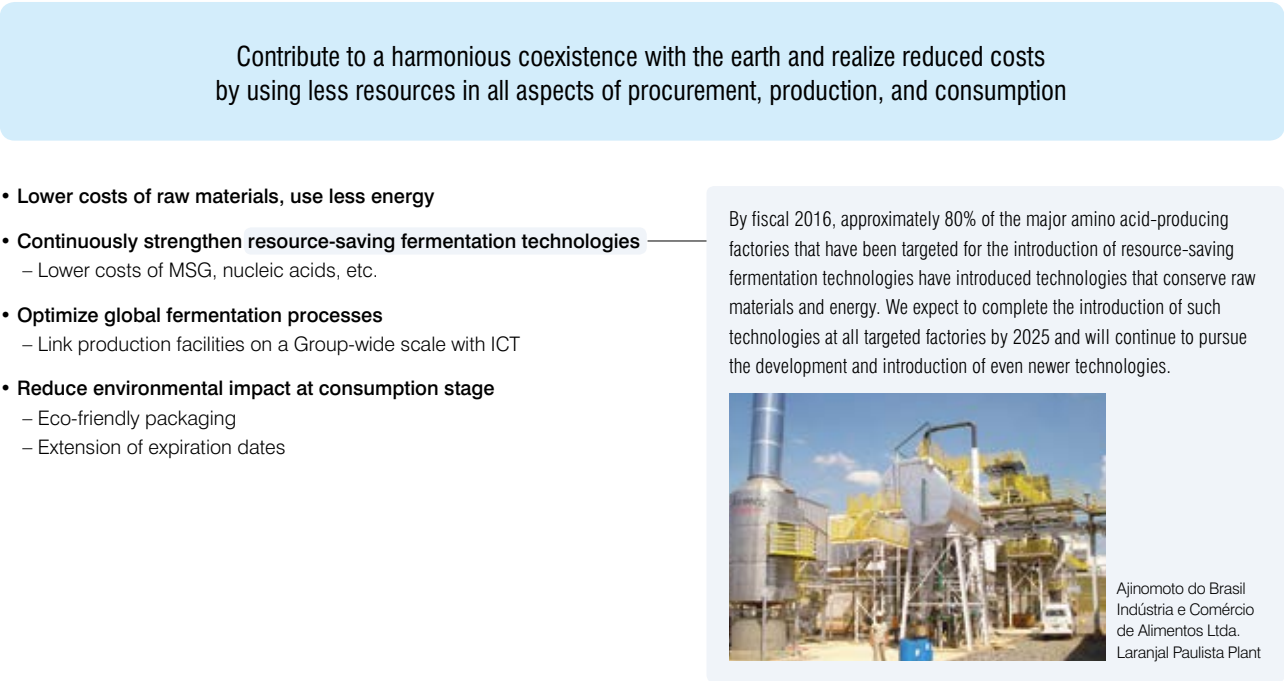 Contribute to a harmonious coexistence with the earth and realize reduced costs
by using less resources in all aspects of procurement, production, and consumption
• Lower costs of raw materials, use less energy
• Continuously strengthen resource-saving fermentation technologies
– Lower costs of MSG, nucleic acids, etc.
• Optimize global fermentation processes
– Link production facilities on a Group-wide scale with ICT
• Reduce environmental impact at consumption stage
– Eco-friendly packaging
– Extension of expiration dates
By fiscal 2016, approximately 80% of the major amino acid-producing
factories that have been targeted for the introduction of resource-saving
fermentation technologies have introduced technologies that conserve raw
materials and energy. We expect to complete the introduction of such
technologies at all targeted factories by 2025 and will continue to pursue
the development and introduction of even newer technologies.
Ajinomoto do Brasil
Indústria e Comércio
de Alimentos Ltda.
Laranjal Paulista Plant